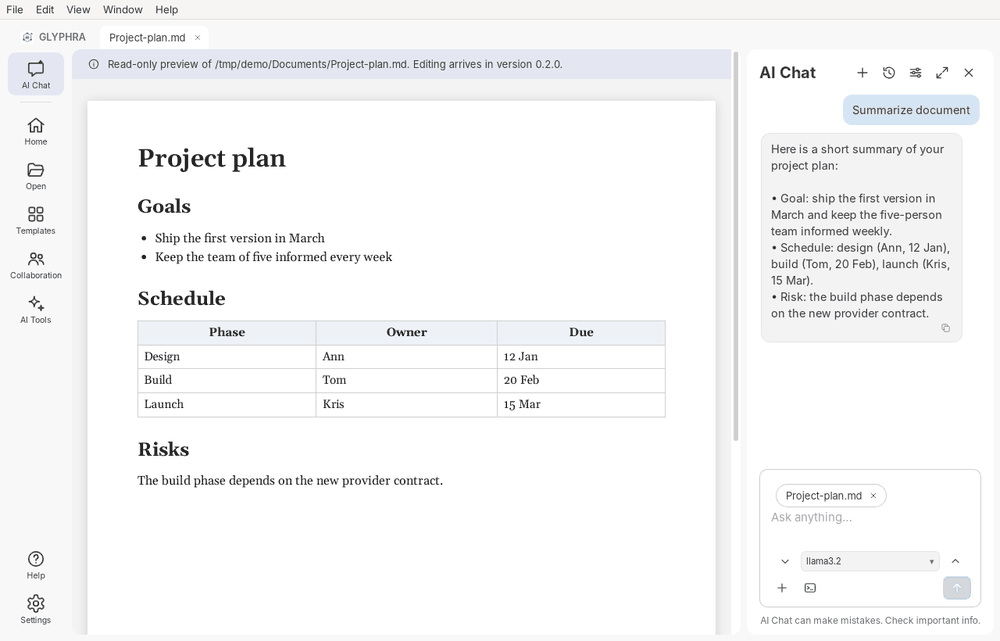 File Edit View Window Help
GLYPHRA
Project-plan.md ×
AI Chat
Home
Open
Templates
Collaboration
AI Tools
Help
Settings
Read-only preview of /tmp/demo/Documents/Project-plan.md. Editing arrives in version 0.2.0.
Project plan
Goals
• Ship the first version in March
• Keep the team of five informed every week
Schedule
Phase Owner Due
Design Ann 12 Jan
Build Tom 20 Feb
Launch Kris 15 Mar
Risks
The build phase depends on the new provider contract.
AI Chat
Summarize document
Here is a short summary of your
project plan:
• Goal: ship the first version in
March and keep the five-person
team informed weekly.
• Schedule: design (Ann, 12 Jan),
build (Tom, 20 Feb), launch (Kris,
15 Mar).
• Risk: the build phase depends
on the new provider contract.
Project-plan.md ×
Ask anything...
llama3.2
AI Chat can make mistakes. Check important info.